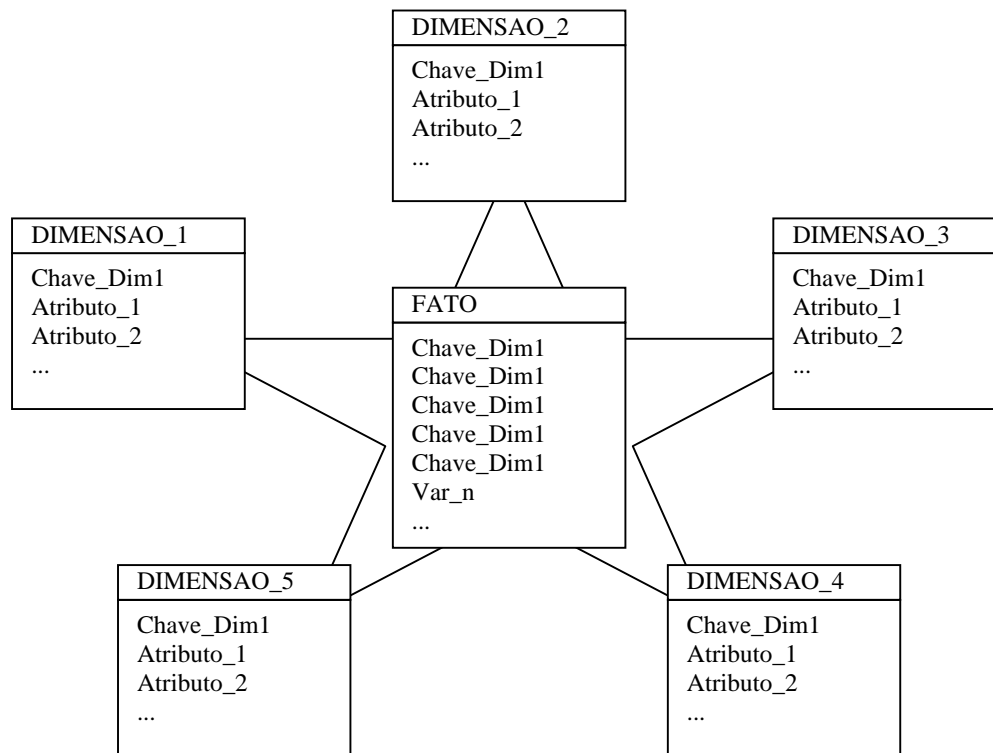 DIMENSAO_2
Chave_Dim1
Atributo_1
Atributo_2
...
DIMENSAO_1
Chave_Dim1
Atributo_1
Atributo_2
...
DIMENSAO_3
Chave_Dim1
Atributo_1
Atributo_2
...
FATO
Chave_Dim1
Chave_Dim1
Chave_Dim1
Chave_Dim1
Chave_Dim1
Var_n
...
DIMENSAO_5
Chave_Dim1
Atributo_1
Atributo_2
...
DIMENSAO_4
Chave_Dim1
Atributo_1
Atributo_2
...